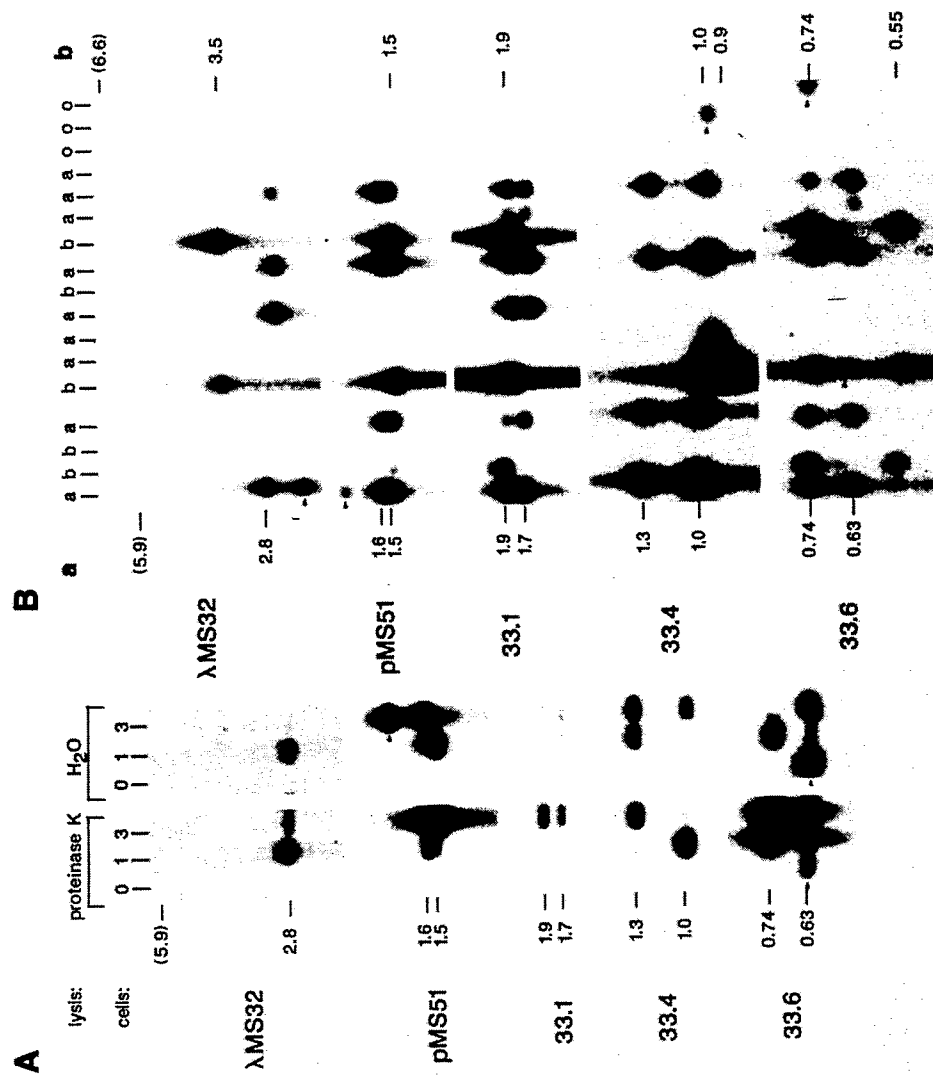 A
lysis: proteinase K H₂O
cells: 0 1 3 0 1 3
(5.9)
λMS32 2.8
pMS51 1.6
1.5
33.1 1.9
1.7
33.4 1.3
1.0
33.6 0.74
0.63
B
a a b b a b a a a b a b a a a o o o b
(5.9) (6.6)
λMS32 2.8 3.5
pMS51 1.6 1.5
1.5
33.1 1.9 1.9
1.7
33.4 1.3 1.0
1.0 0.9
33.6 0.74 0.74
0.63 0.55